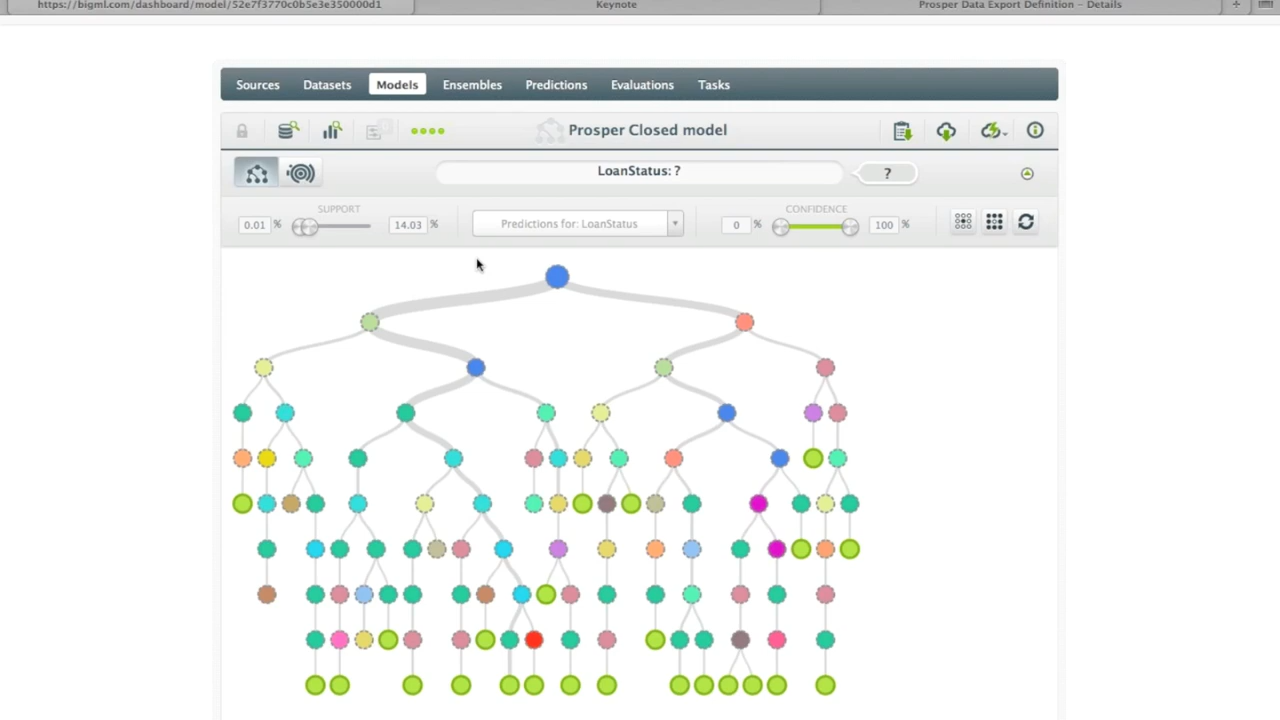 https://bigml.com/dashboard/model/52e7f3770c0b5e3e350000d1
Keynote
Prosper Data Export Definition – Details
+
Sources Datasets Models Ensembles Predictions Evaluations Tasks
Prosper Closed model
LoanStatus: ?
?
SUPPORT
0.01 %
14.03 %
Predictions for: LoanStatus
CONFIDENCE
0 %
100 %